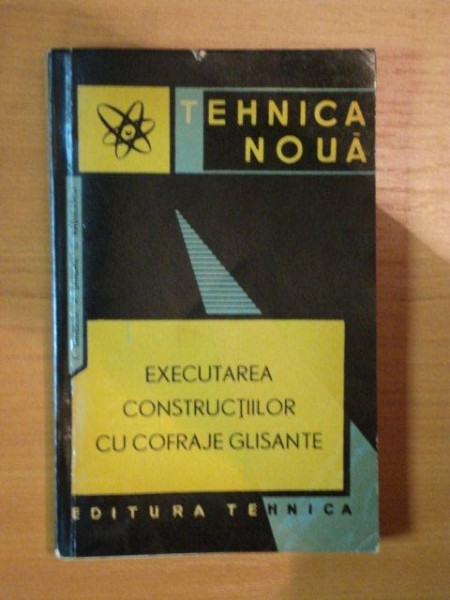 TEHNICA
NOUĂ
EXECUTAREA
CONSTRUCȚIILOR
CU COFRAJE GLISANTE
EDITURA TEHNICA